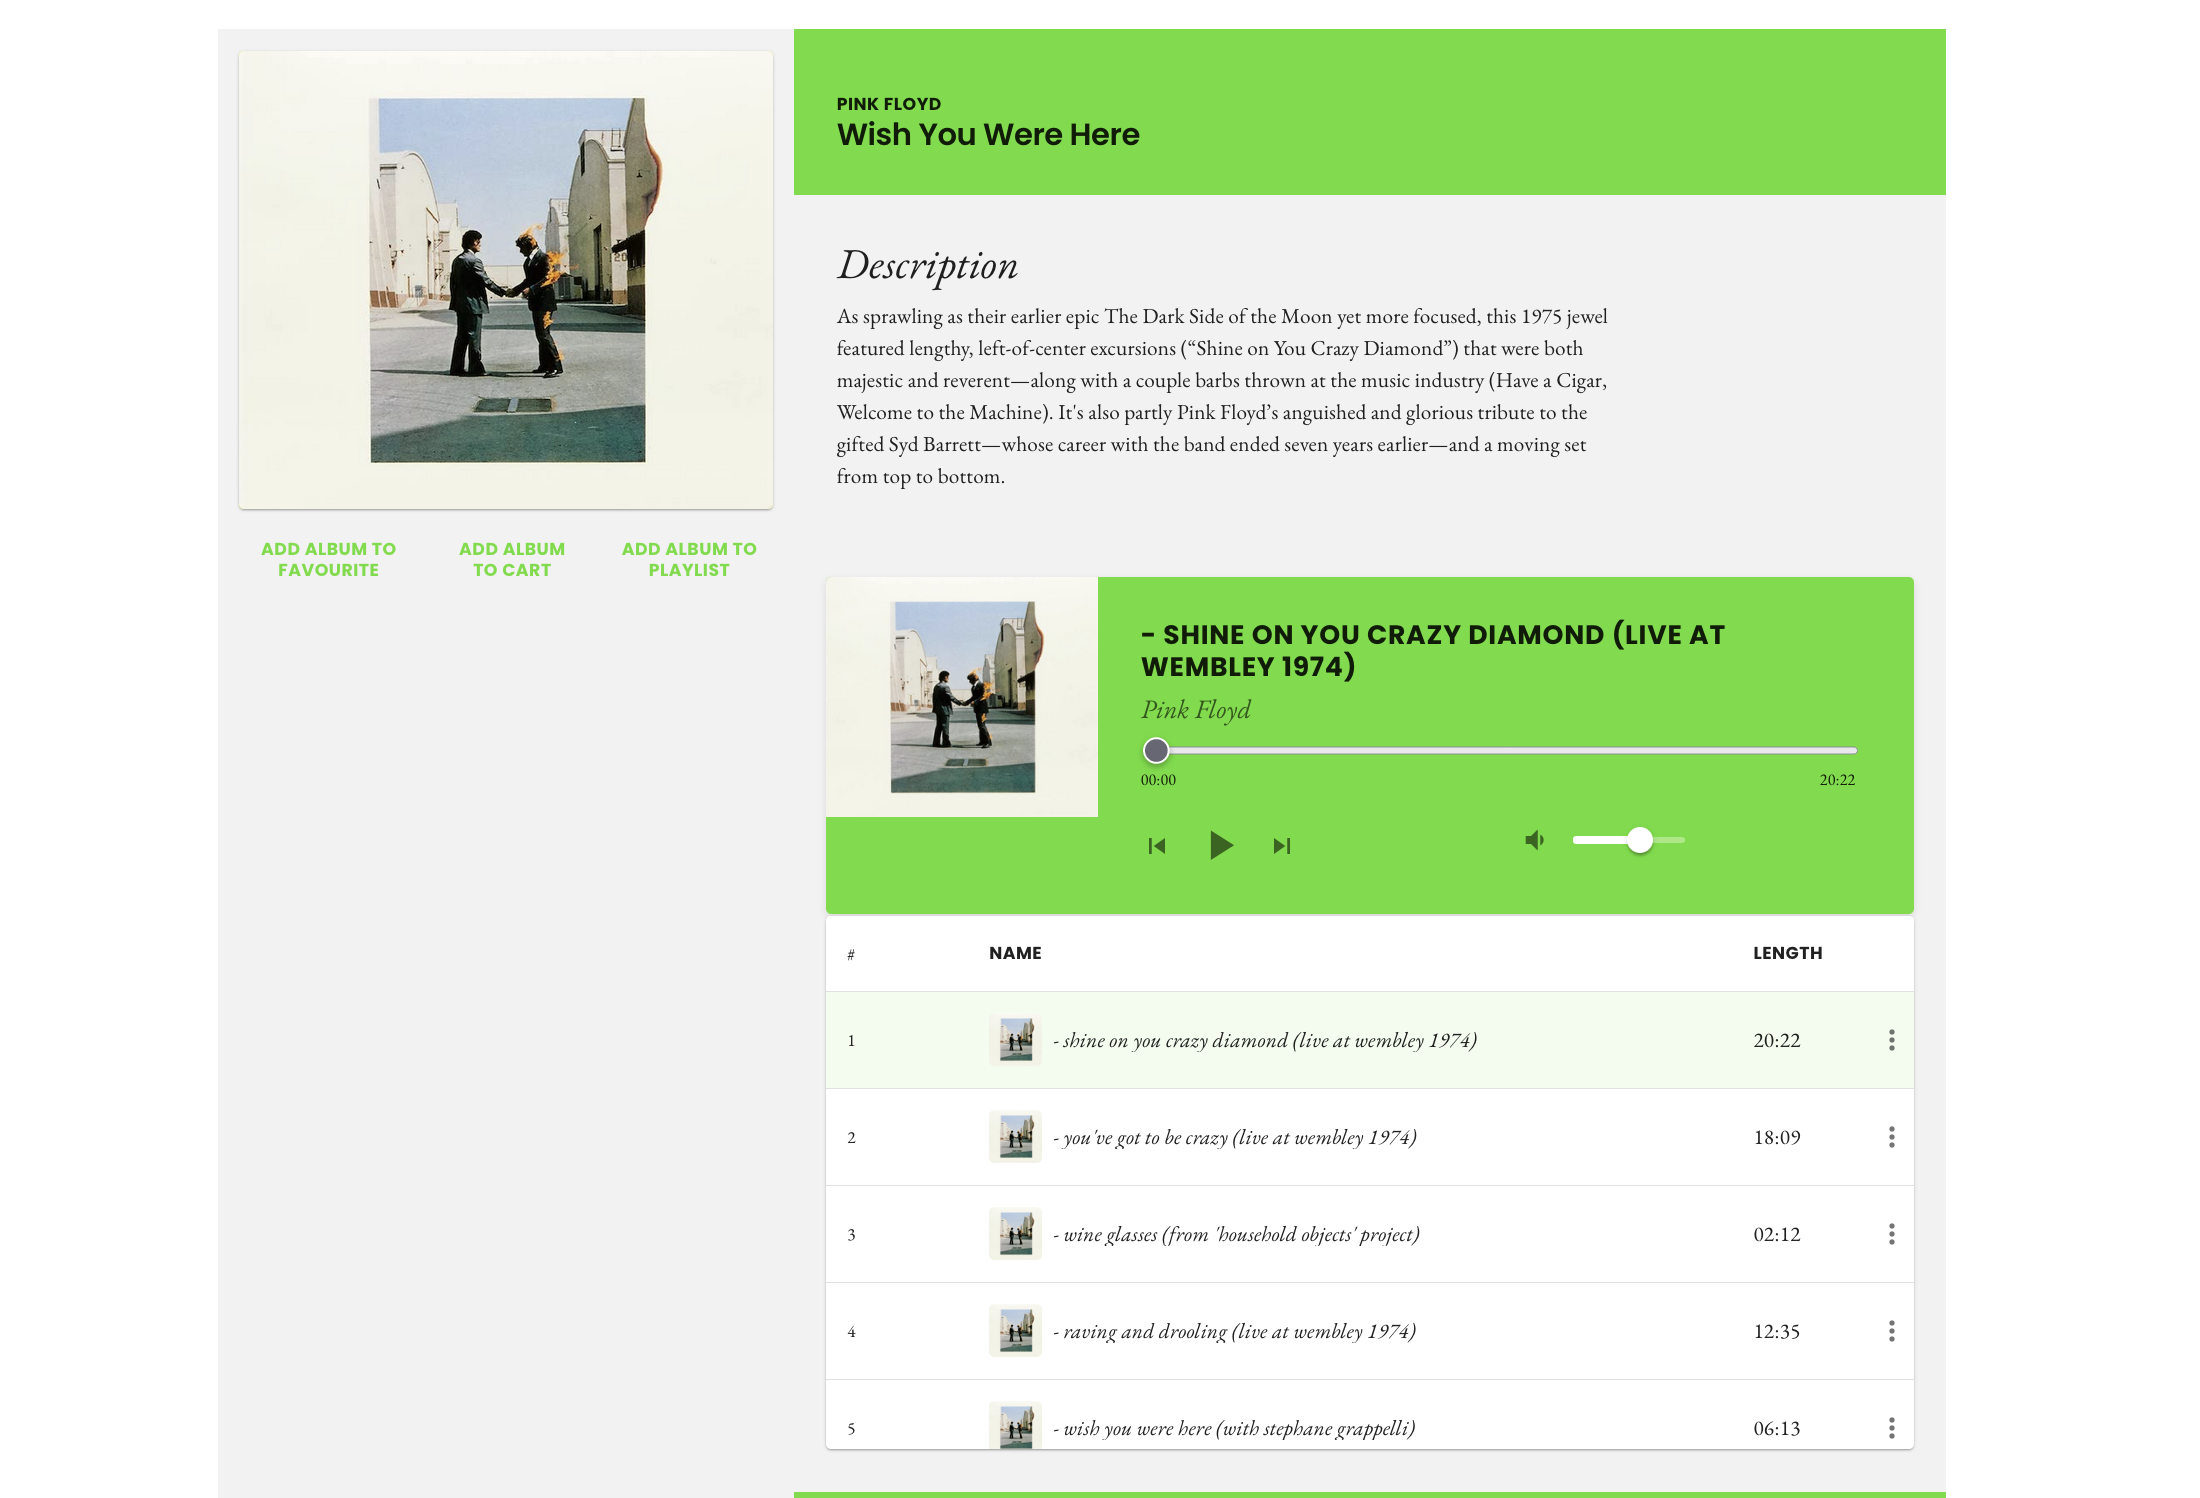 PINK FLOYD
Wish You Were Here
Description
As sprawling as their earlier epic The Dark Side of the Moon yet more focused, this 1975 jewel
featured lengthy, left-of-center excursions (“Shine on You Crazy Diamond”) that were both
majestic and reverent—along with a couple barbs thrown at the music industry (Have a Cigar,
Welcome to the Machine). It's also partly Pink Floyd’s anguished and glorious tribute to the
gifted Syd Barrett—whose career with the band ended seven years earlier—and a moving set
from top to bottom.
ADD ALBUM TO
FAVOURITE
ADD ALBUM
TO CART
ADD ALBUM TO
PLAYLIST
- SHINE ON YOU CRAZY DIAMOND (LIVE AT
WEMBLEY 1974)
Pink Floyd
00:00 20:22
# NAME LENGTH
1 - shine on you crazy diamond (live at wembley 1974) 20:22
2 - you've got to be crazy (live at wembley 1974) 18:09
3 - wine glasses (from 'household objects' project) 02:12
4 - raving and drooling (live at wembley 1974) 12:35
5 - wish you were here (with stephane grappelli) 06:13